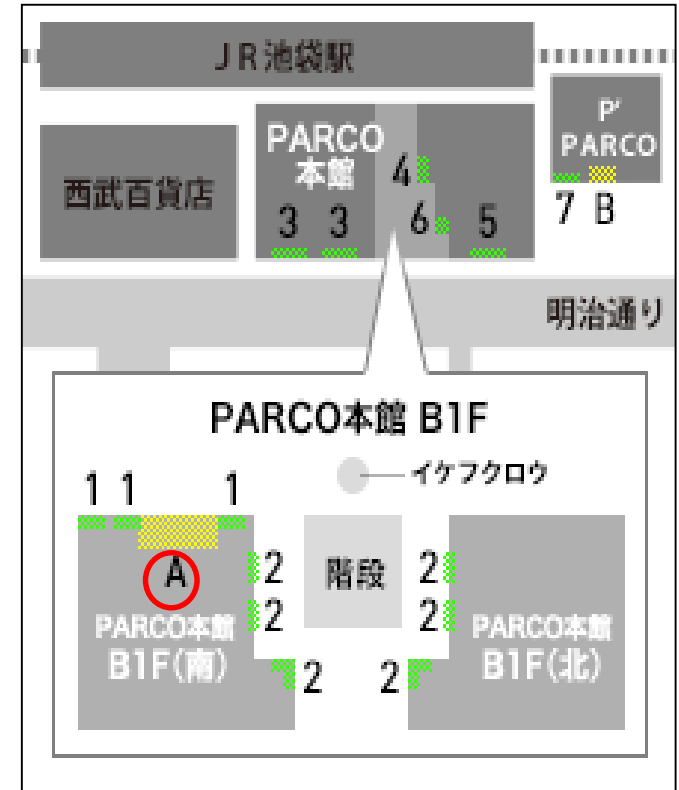 JR池袋駅
P'
PARCO
PARCO
本館
西武百貨店
4
3 3 6 5
7 B
明治通り
PARCO本館 B1F
イケフクロウ
1 1 1
A
2 階段 2
2 2
PARCO本館
B1F(南)
PARCO本館
B1F(北)
2 2